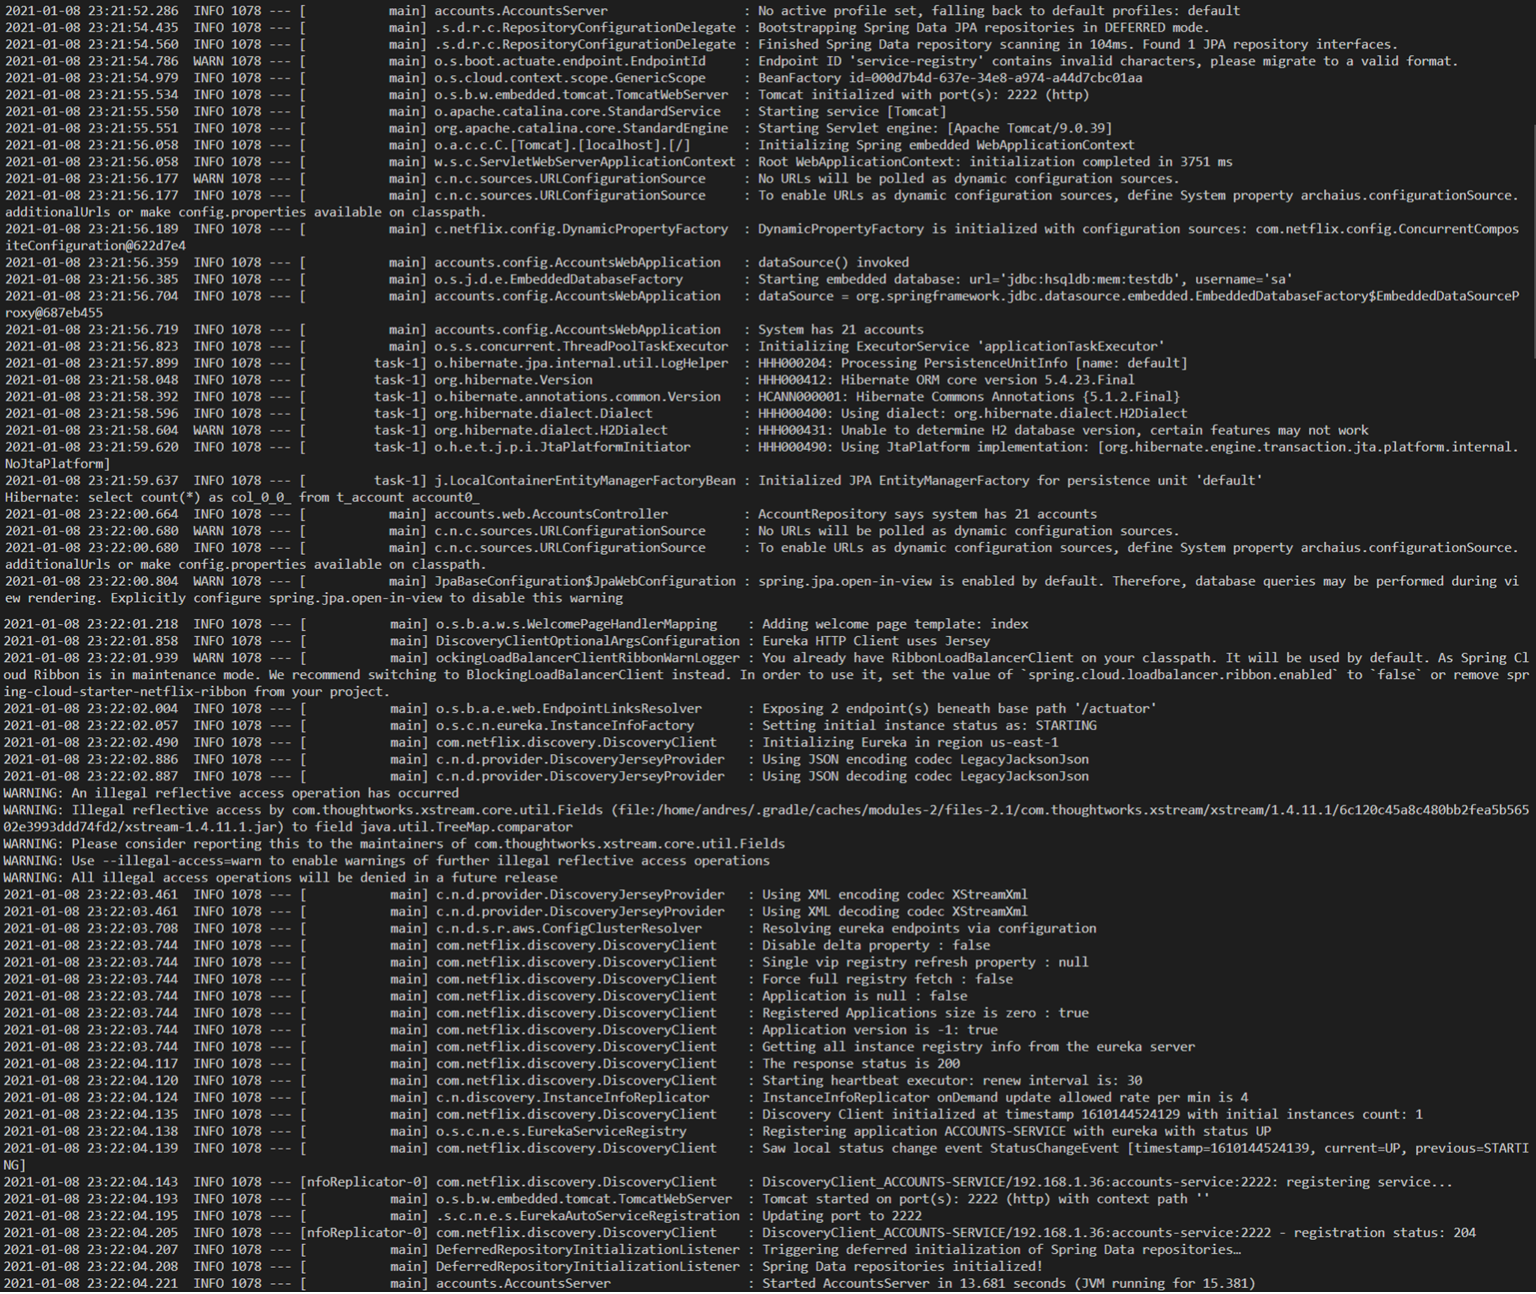 2021-01-08 23:21:52.286  INFO 1078 --- [           main] accounts.AccountsServer                  : No active profile set, falling back to default profiles: default
2021-01-08 23:21:54.435  INFO 1078 --- [           main] .s.d.r.c.RepositoryConfigurationDelegate : Bootstrapping Spring Data JPA repositories in DEFERRED mode.
2021-01-08 23:21:54.560  INFO 1078 --- [           main] .s.d.r.c.RepositoryConfigurationDelegate : Finished Spring Data repository scanning in 104ms. Found 1 JPA repository interfaces.
2021-01-08 23:21:54.786  WARN 1078 --- [           main] o.s.boot.actuate.endpoint.EndpointId     : Endpoint ID 'service-registry' contains invalid characters, please migrate to a valid format.
2021-01-08 23:21:54.979  INFO 1078 --- [           main] o.s.cloud.context.scope.GenericScope     : BeanFactory id=000d7b4d-637e-34e8-a974-a44d7cbc01aa
2021-01-08 23:21:55.534  INFO 1078 --- [           main] o.s.b.w.embedded.tomcat.TomcatWebServer  : Tomcat initialized with port(s): 2222 (http)
2021-01-08 23:21:55.550  INFO 1078 --- [           main] o.apache.catalina.core.StandardService   : Starting service [Tomcat]
2021-01-08 23:21:55.551  INFO 1078 --- [           main] org.apache.catalina.core.StandardEngine  : Starting Servlet engine: [Apache Tomcat/9.0.39]
2021-01-08 23:21:56.058  INFO 1078 --- [           main] o.a.c.c.C.[Tomcat].[localhost].[/]       : Initializing Spring embedded WebApplicationContext
2021-01-08 23:21:56.058  INFO 1078 --- [           main] w.s.c.ServletWebServerApplicationContext : Root WebApplicationContext: initialization completed in 3751 ms
2021-01-08 23:21:56.177  WARN 1078 --- [           main] c.n.c.sources.URLConfigurationSource     : No URLs will be polled as dynamic configuration sources.
2021-01-08 23:21:56.177  INFO 1078 --- [           main] c.n.c.sources.URLConfigurationSource     : To enable URLs as dynamic configuration sources, define System property archaius.configurationSource.
additionalUrls or make config.properties available on classpath.
2021-01-08 23:21:56.189  INFO 1078 --- [           main] c.netflix.config.DynamicPropertyFactory  : DynamicPropertyFactory is initialized with configuration sources: com.netflix.config.ConcurrentCompos
iteConfiguration@622d7e4
2021-01-08 23:21:56.359  INFO 1078 --- [           main] accounts.config.AccountsWebApplication   : dataSource() invoked
2021-01-08 23:21:56.385  INFO 1078 --- [           main] o.s.j.d.e.EmbeddedDatabaseFactory        : Starting embedded database: url='jdbc:hsqldb:mem:testdb', username='sa'
2021-01-08 23:21:56.704  INFO 1078 --- [           main] accounts.config.AccountsWebApplication   : dataSource = org.springframework.jdbc.datasource.embedded.EmbeddedDatabaseFactory$EmbeddedDataSourceP
roxy@687eb455
2021-01-08 23:21:56.719  INFO 1078 --- [           main] accounts.config.AccountsWebApplication   : System has 21 accounts
2021-01-08 23:21:56.823  INFO 1078 --- [           main] o.s.s.concurrent.ThreadPoolTaskExecutor  : Initializing ExecutorService 'applicationTaskExecutor'
2021-01-08 23:21:57.899  INFO 1078 --- [         task-1] o.hibernate.jpa.internal.util.LogHelper  : HHH000204: Processing PersistenceUnitInfo [name: default]
2021-01-08 23:21:58.048  INFO 1078 --- [         task-1] org.hibernate.Version                    : HHH000412: Hibernate ORM core version 5.4.23.Final
2021-01-08 23:21:58.392  INFO 1078 --- [         task-1] o.hibernate.annotations.common.Version   : HCANN000001: Hibernate Commons Annotations {5.1.2.Final}
2021-01-08 23:21:58.596  INFO 1078 --- [         task-1] org.hibernate.dialect.Dialect            : HHH000400: Using dialect: org.hibernate.dialect.H2Dialect
2021-01-08 23:21:58.604  WARN 1078 --- [         task-1] org.hibernate.dialect.H2Dialect          : HHH000431: Unable to determine H2 database version, certain features may not work
2021-01-08 23:21:59.620  INFO 1078 --- [         task-1] o.h.e.t.j.p.i.JtaPlatformInitiator       : HHH000490: Using JtaPlatform implementation: [org.hibernate.engine.transaction.jta.platform.internal.
NoJtaPlatform]
2021-01-08 23:21:59.637  INFO 1078 --- [         task-1] j.LocalContainerEntityManagerFactoryBean : Initialized JPA EntityManagerFactory for persistence unit 'default'
Hibernate: select count(*) as col_0_0_ from t_account account0_
2021-01-08 23:22:00.664  INFO 1078 --- [           main] accounts.web.AccountsController          : AccountRepository says system has 21 accounts
2021-01-08 23:22:00.680  WARN 1078 --- [           main] c.n.c.sources.URLConfigurationSource     : No URLs will be polled as dynamic configuration sources.
2021-01-08 23:22:00.680  INFO 1078 --- [           main] c.n.c.sources.URLConfigurationSource     : To enable URLs as dynamic configuration sources, define System property archaius.configurationSource.
additionalUrls or make config.properties available on classpath.
2021-01-08 23:22:00.804  WARN 1078 --- [           main] JpaBaseConfiguration$JpaWebConfiguration : spring.jpa.open-in-view is enabled by default. Therefore, database queries may be performed during vi
ew rendering. Explicitly configure spring.jpa.open-in-view to disable this warning
2021-01-08 23:22:01.218  INFO 1078 --- [           main] o.s.b.a.w.s.WelcomePageHandlerMapping    : Adding welcome page template: index
2021-01-08 23:22:01.858  INFO 1078 --- [           main] DiscoveryClientOptionalArgsConfiguration : Eureka HTTP Client uses Jersey
2021-01-08 23:22:01.939  WARN 1078 --- [           main] ockingLoadBalancerClientRibbonWarnLogger : You already have RibbonLoadBalancerClient on your classpath. It will be used by default. As Spring Cl
oud Ribbon is in maintenance mode. We recommend switching to BlockingLoadBalancerClient instead. In order to use it, set the value of `spring.cloud.loadbalancer.ribbon.enabled` to `false` or remove spr
ing-cloud-starter-netflix-ribbon from your project.
2021-01-08 23:22:02.004  INFO 1078 --- [           main] o.s.b.a.e.web.EndpointLinksResolver      : Exposing 2 endpoint(s) beneath base path '/actuator'
2021-01-08 23:22:02.057  INFO 1078 --- [           main] o.s.c.n.eureka.InstanceInfoFactory       : Setting initial instance status as: STARTING
2021-01-08 23:22:02.490  INFO 1078 --- [           main] com.netflix.discovery.DiscoveryClient    : Initializing Eureka in region us-east-1
2021-01-08 23:22:02.886  INFO 1078 --- [           main] c.n.d.provider.DiscoveryJerseyProvider   : Using JSON encoding codec LegacyJacksonJson
2021-01-08 23:22:02.887  INFO 1078 --- [           main] c.n.d.provider.DiscoveryJerseyProvider   : Using JSON decoding codec LegacyJacksonJson
WARNING: An illegal reflective access operation has occurred
WARNING: Illegal reflective access by com.thoughtworks.xstream.core.util.Fields (file:/home/andres/.gradle/caches/modules-2/files-2.1/com.thoughtworks.xstream/xstream/1.4.11.1/6c120c45a8c480bb2fea5b565
02e3993ddd74fd2/xstream-1.4.11.1.jar) to field java.util.TreeMap.comparator
WARNING: Please consider reporting this to the maintainers of com.thoughtworks.xstream.core.util.Fields
WARNING: Use --illegal-access=warn to enable warnings of further illegal reflective access operations
WARNING: All illegal access operations will be denied in a future release
2021-01-08 23:22:03.461  INFO 1078 --- [           main] c.n.d.provider.DiscoveryJerseyProvider   : Using XML encoding codec XStreamXml
2021-01-08 23:22:03.461  INFO 1078 --- [           main] c.n.d.provider.DiscoveryJerseyProvider   : Using XML decoding codec XStreamXml
2021-01-08 23:22:03.708  INFO 1078 --- [           main] c.n.d.s.r.aws.ConfigClusterResolver      : Resolving eureka endpoints via configuration
2021-01-08 23:22:03.744  INFO 1078 --- [           main] com.netflix.discovery.DiscoveryClient    : Disable delta property : false
2021-01-08 23:22:03.744  INFO 1078 --- [           main] com.netflix.discovery.DiscoveryClient    : Single vip registry refresh property : null
2021-01-08 23:22:03.744  INFO 1078 --- [           main] com.netflix.discovery.DiscoveryClient    : Force full registry fetch : false
2021-01-08 23:22:03.744  INFO 1078 --- [           main] com.netflix.discovery.DiscoveryClient    : Application is null : false
2021-01-08 23:22:03.744  INFO 1078 --- [           main] com.netflix.discovery.DiscoveryClient    : Registered Applications size is zero : true
2021-01-08 23:22:03.744  INFO 1078 --- [           main] com.netflix.discovery.DiscoveryClient    : Application version is -1: true
2021-01-08 23:22:03.744  INFO 1078 --- [           main] com.netflix.discovery.DiscoveryClient    : Getting all instance registry info from the eureka server
2021-01-08 23:22:04.117  INFO 1078 --- [           main] com.netflix.discovery.DiscoveryClient    : The response status is 200
2021-01-08 23:22:04.120  INFO 1078 --- [           main] com.netflix.discovery.DiscoveryClient    : Starting heartbeat executor: renew interval is: 30
2021-01-08 23:22:04.124  INFO 1078 --- [           main] c.n.discovery.InstanceInfoReplicator     : InstanceInfoReplicator onDemand update allowed rate per min is 4
2021-01-08 23:22:04.135  INFO 1078 --- [           main] com.netflix.discovery.DiscoveryClient    : Discovery Client initialized at timestamp 1610144524129 with initial instances count: 1
2021-01-08 23:22:04.138  INFO 1078 --- [           main] o.s.c.n.e.s.EurekaServiceRegistry        : Registering application ACCOUNTS-SERVICE with eureka with status UP
2021-01-08 23:22:04.139  INFO 1078 --- [           main] com.netflix.discovery.DiscoveryClient    : Saw local status change event StatusChangeEvent [timestamp=1610144524139, current=UP, previous=STARTI
NG]
2021-01-08 23:22:04.143  INFO 1078 --- [nfoReplicator-0] com.netflix.discovery.DiscoveryClient    : DiscoveryClient_ACCOUNTS-SERVICE/192.168.1.36:accounts-service:2222: registering service...
2021-01-08 23:22:04.193  INFO 1078 --- [           main] o.s.b.w.embedded.tomcat.TomcatWebServer  : Tomcat started on port(s): 2222 (http) with context path ''
2021-01-08 23:22:04.195  INFO 1078 --- [           main] .s.c.n.e.s.EurekaAutoServiceRegistration : Updating port to 2222
2021-01-08 23:22:04.205  INFO 1078 --- [nfoReplicator-0] com.netflix.discovery.DiscoveryClient    : DiscoveryClient_ACCOUNTS-SERVICE/192.168.1.36:accounts-service:2222 - registration status: 204
2021-01-08 23:22:04.207  INFO 1078 --- [           main] DeferredRepositoryInitializationListener : Triggering deferred initialization of Spring Data repositories…
2021-01-08 23:22:04.208  INFO 1078 --- [           main] DeferredRepositoryInitializationListener : Spring Data repositories initialized!
2021-01-08 23:22:04.221  INFO 1078 --- [           main] accounts.AccountsServer                  : Started AccountsServer in 13.681 seconds (JVM running for 15.381)